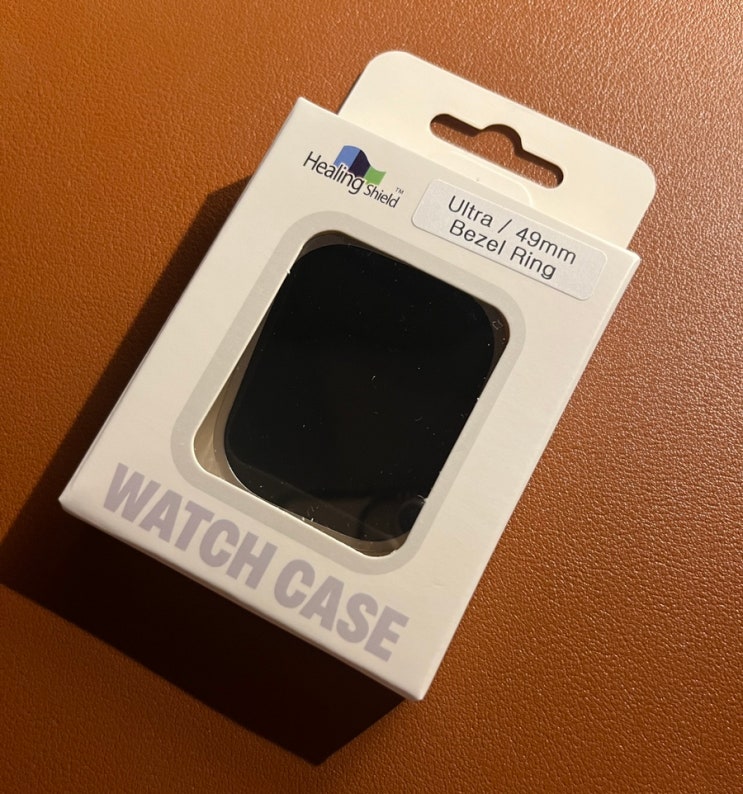 Healing Shield™
Ultra / 49mm
Bezel Ring
WATCH CASE